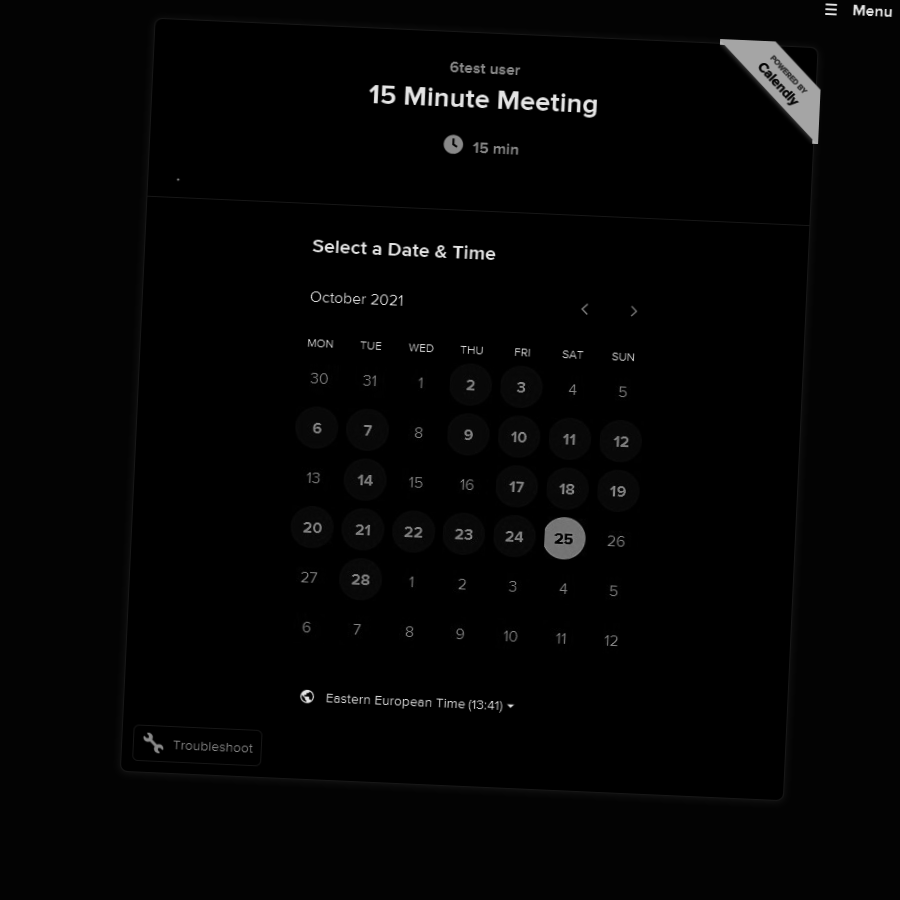 ☰ Menu
POWERED BY
Calendly
6test user
15 Minute Meeting
15 min
Select a Date & Time
October 2021
MON TUE WED THU FRI SAT SUN
30 31 1 2 3 4 5
6 7 8 9 10 11 12
13 14 15 16 17 18 19
20 21 22 23 24 25 26
27 28 1 2 3 4 5
6 7 8 9 10 11 12
Eastern European Time (13:41)
Troubleshoot